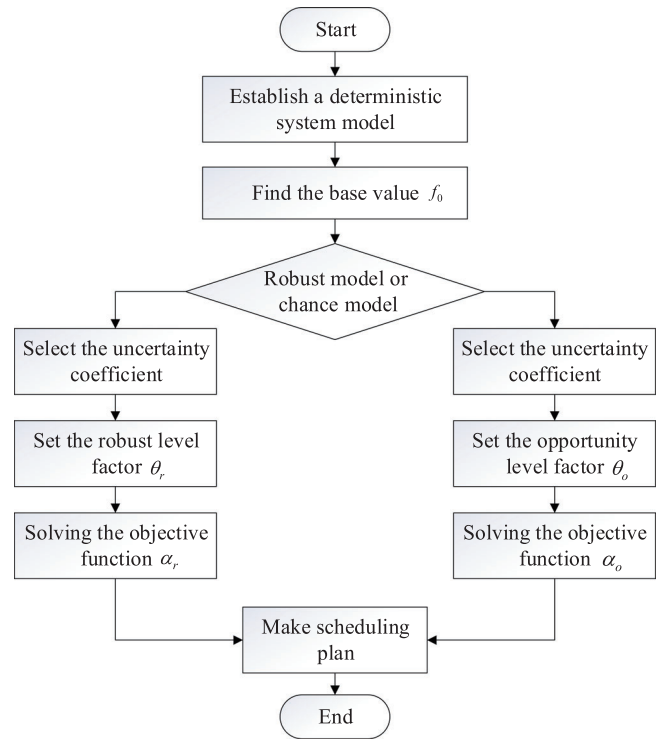 Start
Establish a deterministic
system model
Find the base value f₀
Robust model or
chance model
Select the uncertainty
coefficient
Set the robust level
factor θᵣ
Solving the objective
function αᵣ
Select the uncertainty
coefficient
Set the opportunity
level factor θₒ
Solving the objective
function αₒ
Make scheduling
plan
End